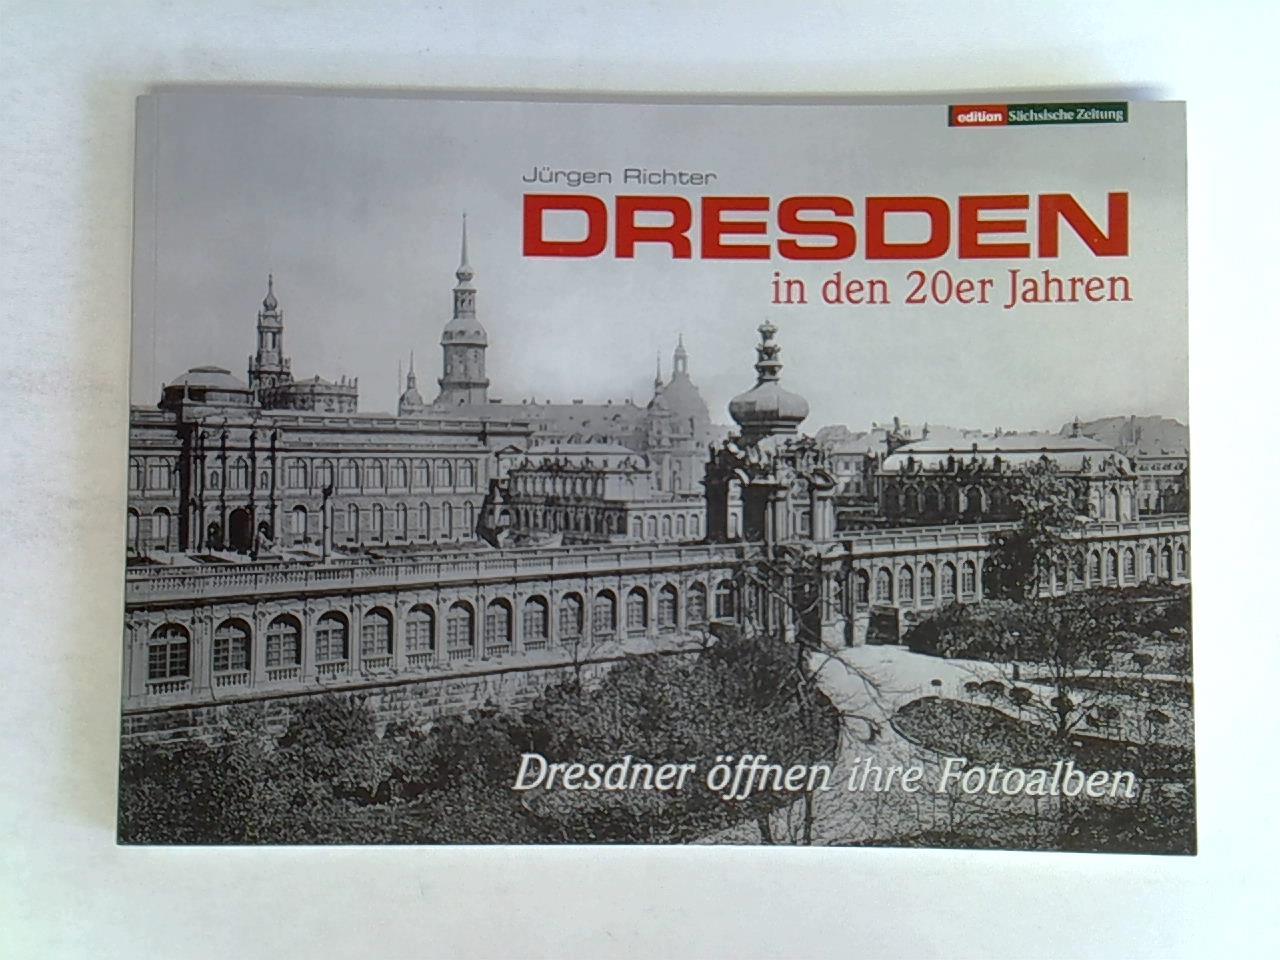 edition Sächsische Zeitung
Jürgen Richter
DRESDEN
in den 20er Jahren
Dresdner öffnen ihre Fotoalben